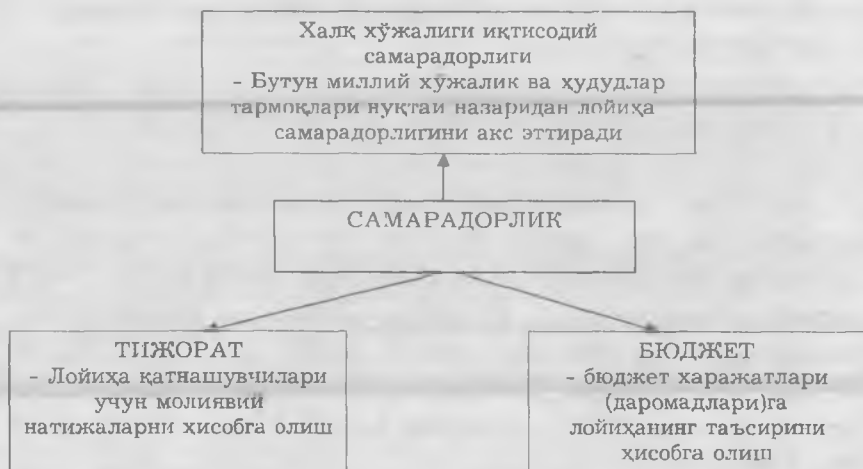 Халқ хўжалиги иқтисодий
самарадорлиги
- Бутун миллий хўжалик ва ҳудудлар
тармоқлари нуқтаи назаридан лойиҳа
самарадорлигини акс эттиради
САМАРАДОРЛИК
ТИЖОРАТ
- Лойиҳа қатнашувчилари
учун молиявий
натижаларни ҳисобга олиш
БЮДЖЕТ
- бюджет харажатлари
(даромадлари)га
лойиҳанинг таъсирини
ҳисобга олиш